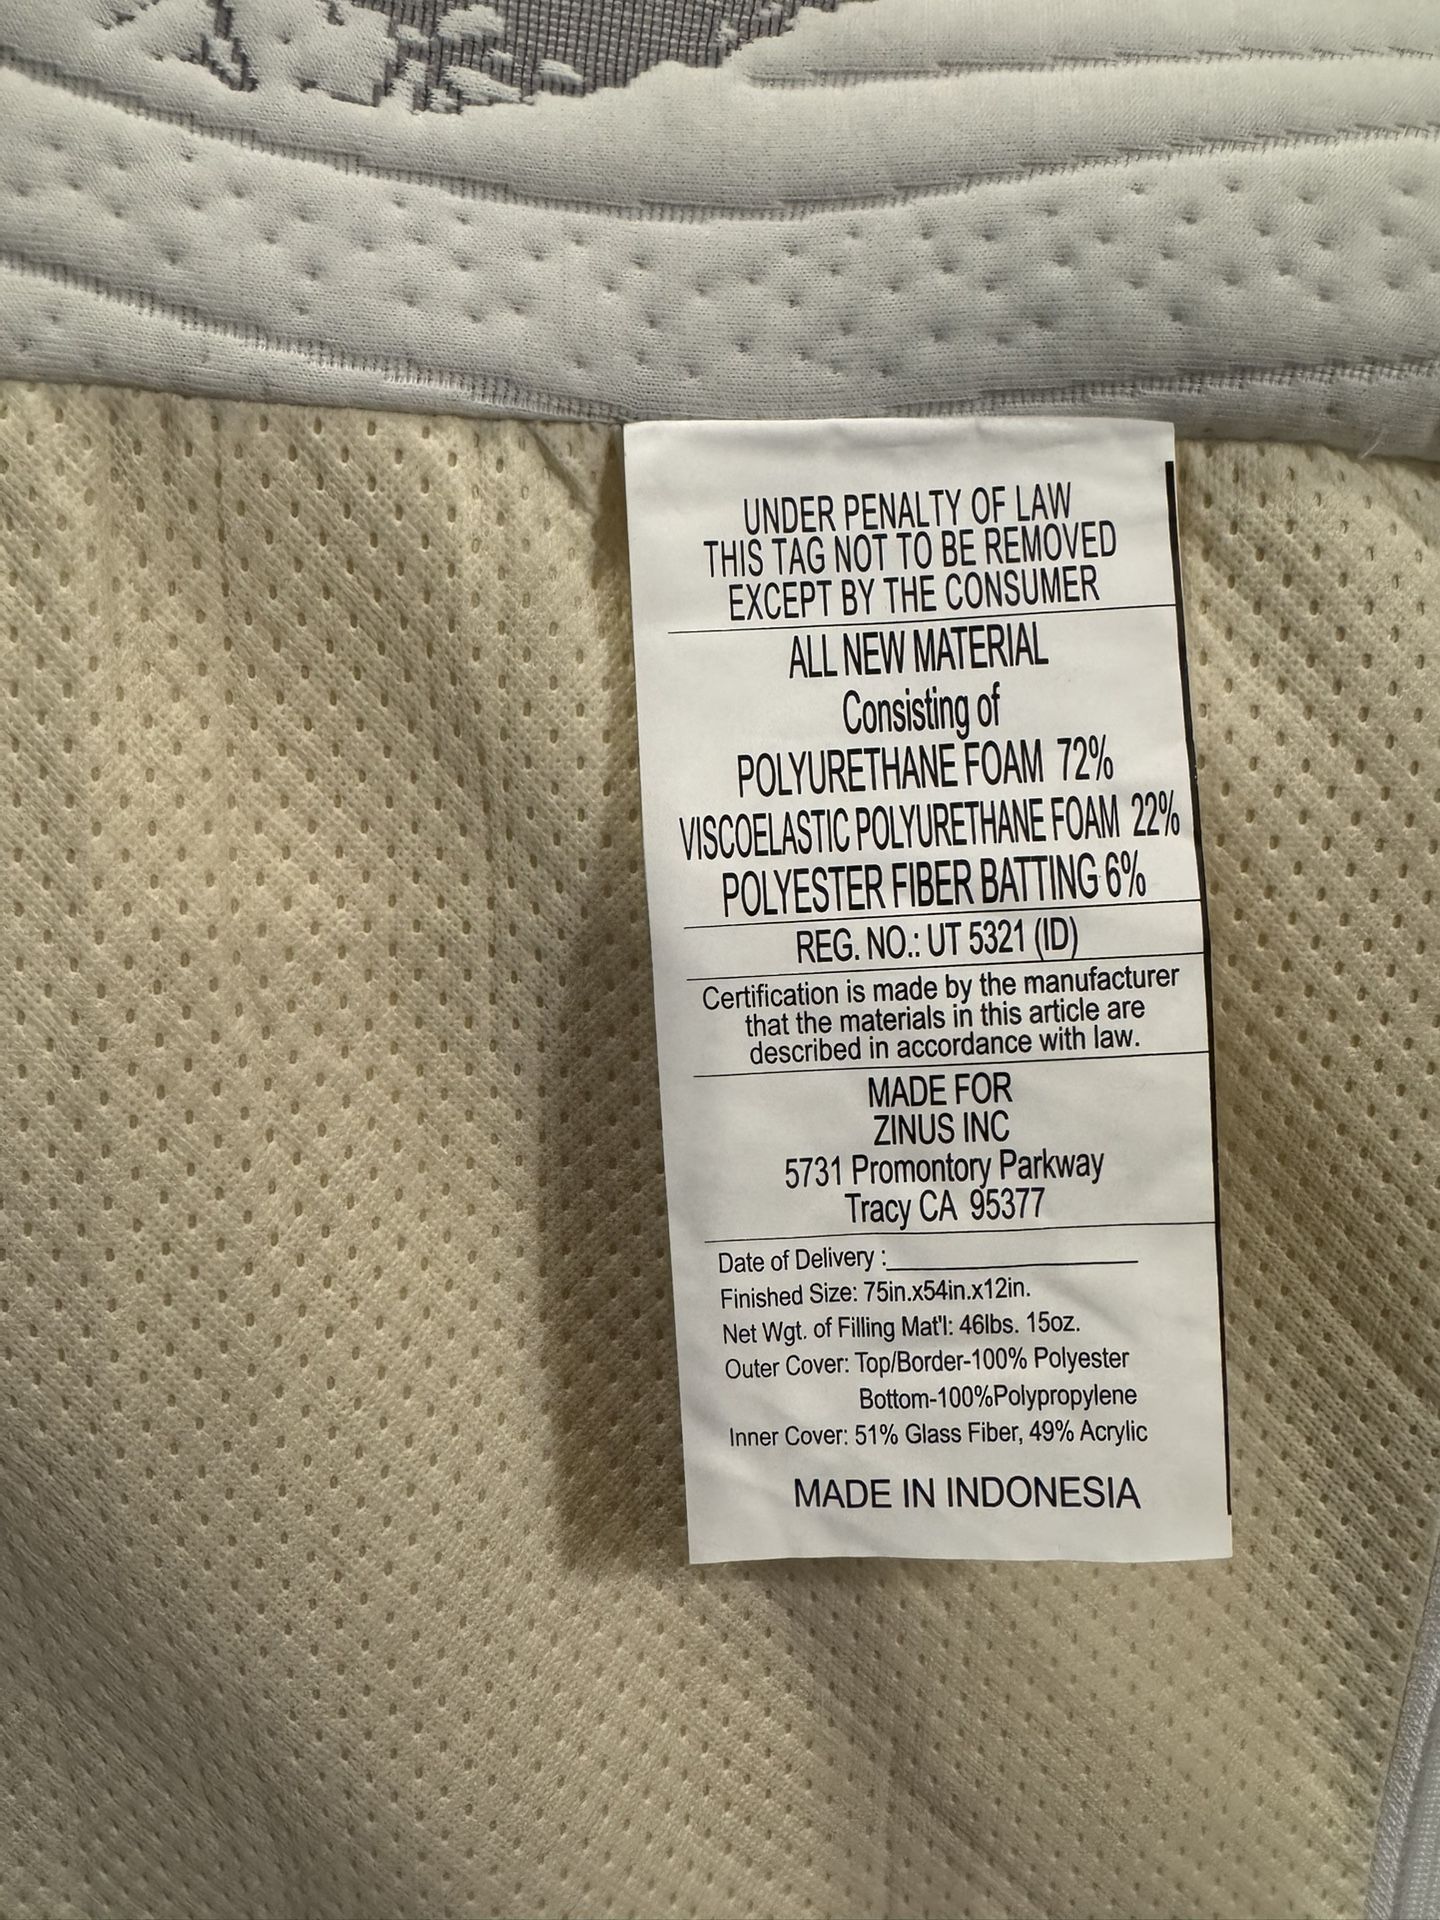 UNDER PENALTY OF LAW
THIS TAG NOT TO BE REMOVED
EXCEPT BY THE CONSUMER
ALL NEW MATERIAL
Consisting of
POLYURETHANE FOAM 72%
VISCOELASTIC POLYURETHANE FOAM 22%
POLYESTER FIBER BATTING 6%
REG. NO.: UT 5321 (ID)
Certification is made by the manufacturer
that the materials in this article are
described in accordance with law.
MADE FOR
ZINUS INC
5731 Promontory Parkway
Tracy CA 95377
Date of Delivery :
Finished Size: 75in.x54in.x12in.
Net Wgt. of Filling Mat'l: 46lbs. 15oz.
Outer Cover: Top/Border-100% Polyester
Bottom-100%Polypropylene
Inner Cover: 51% Glass Fiber, 49% Acrylic
MADE IN INDONESIA